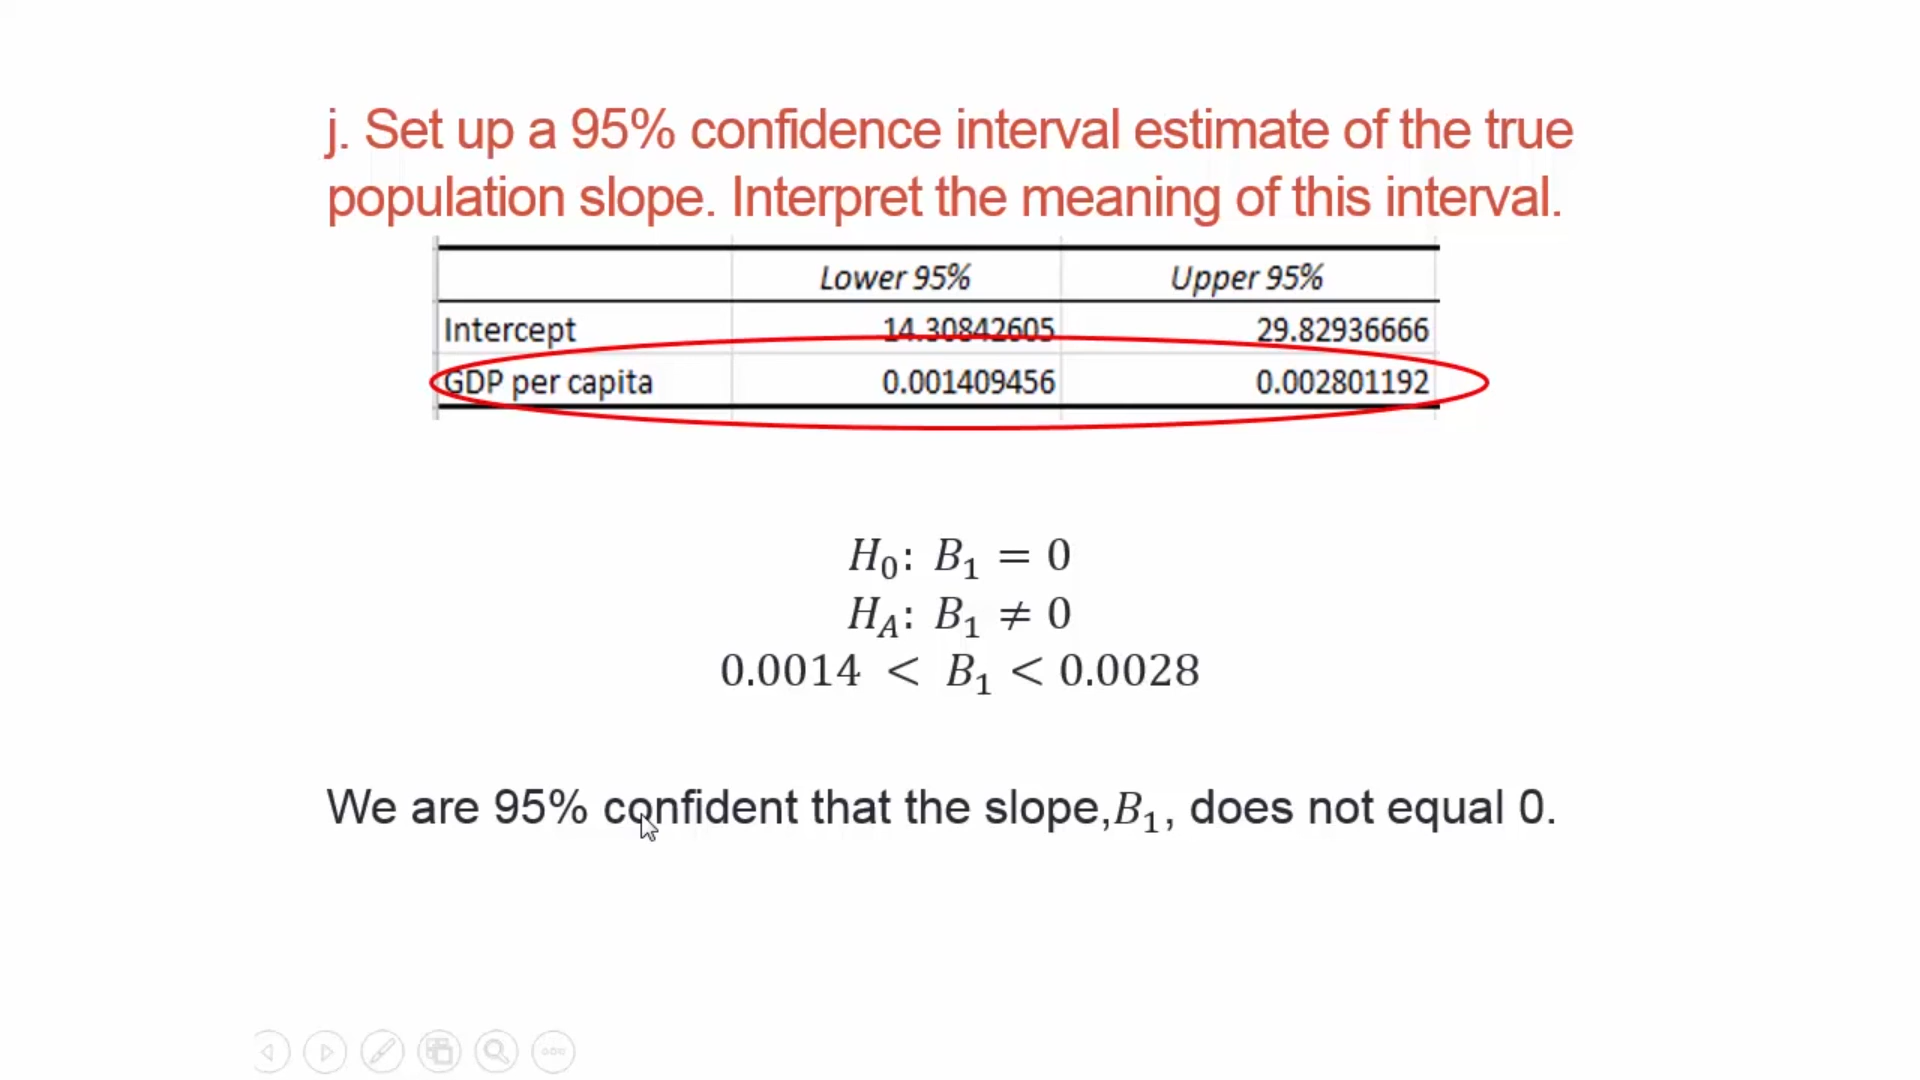 j. Set up a 95% confidence interval estimate of the true
population slope. Interpret the meaning of this interval.
Lower 95% Upper 95%
Intercept 14.30842605 29.82936666
GDP per capita 0.001409456 0.002801192
H₀: B₁ = 0
H_A: B₁ ≠ 0
0.0014 < B₁ < 0.0028
We are 95% confident that the slope,B₁, does not equal 0.